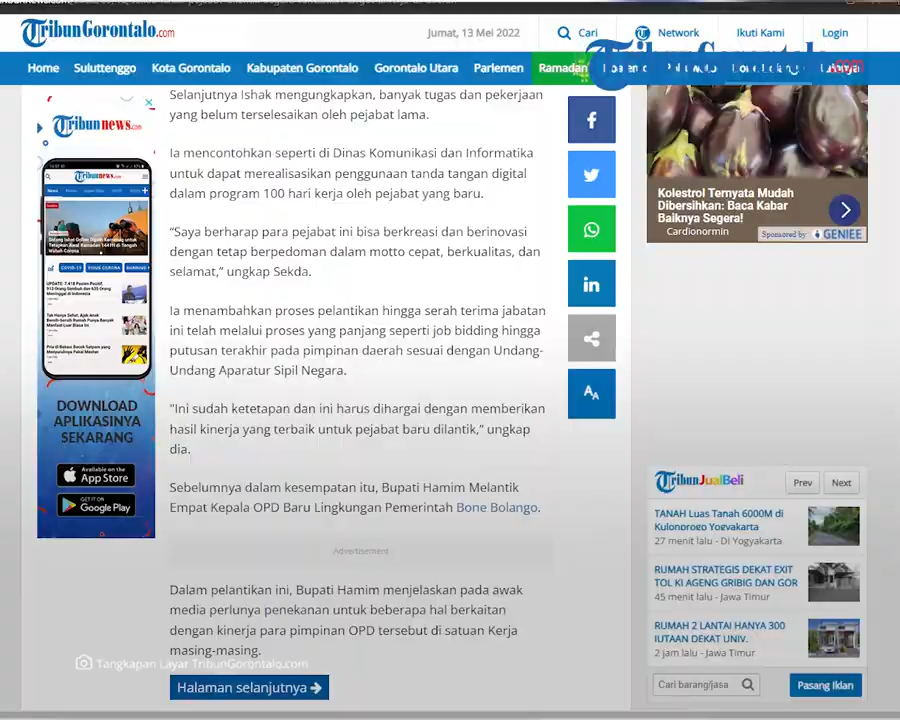 TribunGorontalo.com
Jumat, 13 Mei 2022
Cari
Network
Ikuti Kami
Login
Home
Suluttenggo
Kota Gorontalo
Kabupaten Gorontalo
Gorontalo Utara
Parlemen
Ramadan
.com
Selanjutnya Ishak mengungkapkan, banyak tugas dan pekerjaan
yang belum terselesaikan oleh pejabat lama.
Ia mencontohkan seperti di Dinas Komunikasi dan Informatika
untuk dapat merealisasikan penggunaan tanda tangan digital
dalam program 100 hari kerja oleh pejabat yang baru.
“Saya berharap para pejabat ini bisa berkreasi dan berinovasi
dengan tetap berpedoman dalam motto cepat, berkualitas, dan
selamat,” ungkap Sekda.
Ia menambahkan proses pelantikan hingga serah terima jabatan
ini telah melalui proses yang panjang seperti job bidding hingga
putusan terakhir pada pimpinan daerah sesuai dengan Undang-
Undang Aparatur Sipil Negara.
"Ini sudah ketetapan dan ini harus dihargai dengan memberikan
hasil kinerja yang terbaik untuk pejabat baru dilantik,” ungkap
dia.
Sebelumnya dalam kesempatan itu, Bupati Hamim Melantik
Empat Kepala OPD Baru Lingkungan Pemerintah Bone Bolango.
Advertisement
Dalam pelantikan ini, Bupati Hamim menjelaskan pada awak
media perlunya penekanan untuk beberapa hal berkaitan
dengan kinerja para pimpinan OPD tersebut di satuan Kerja
masing-masing.
Tangkapan Layar TribunGorontalo.com
Halaman selanjutnya
Tribunnews.com
Tribunnews.com
COVID-19
DOWNLOAD
APLIKASINYA
SEKARANG
Available on the
App Store
GET IT ON
Google Play
Kolestrol Ternyata Mudah
Dibersihkan: Baca Kabar
Baiknya Segera!
Cardionormin
Sponsored by GENIEE
TribunJualBeli
Prev
Next
TANAH Luas Tanah 6000M di
Kulonprogo Yogyakarta
27 menit lalu - DI Yogyakarta
RUMAH STRATEGIS DEKAT EXIT
TOL KI AGENG GRIBIG DAN GOR
45 menit lalu - Jawa Timur
RUMAH 2 LANTAI HANYA 300
JUTAAN DEKAT UNIV.
2 jam lalu - Jawa Timur
Cari barang/jasa
Pasang Iklan